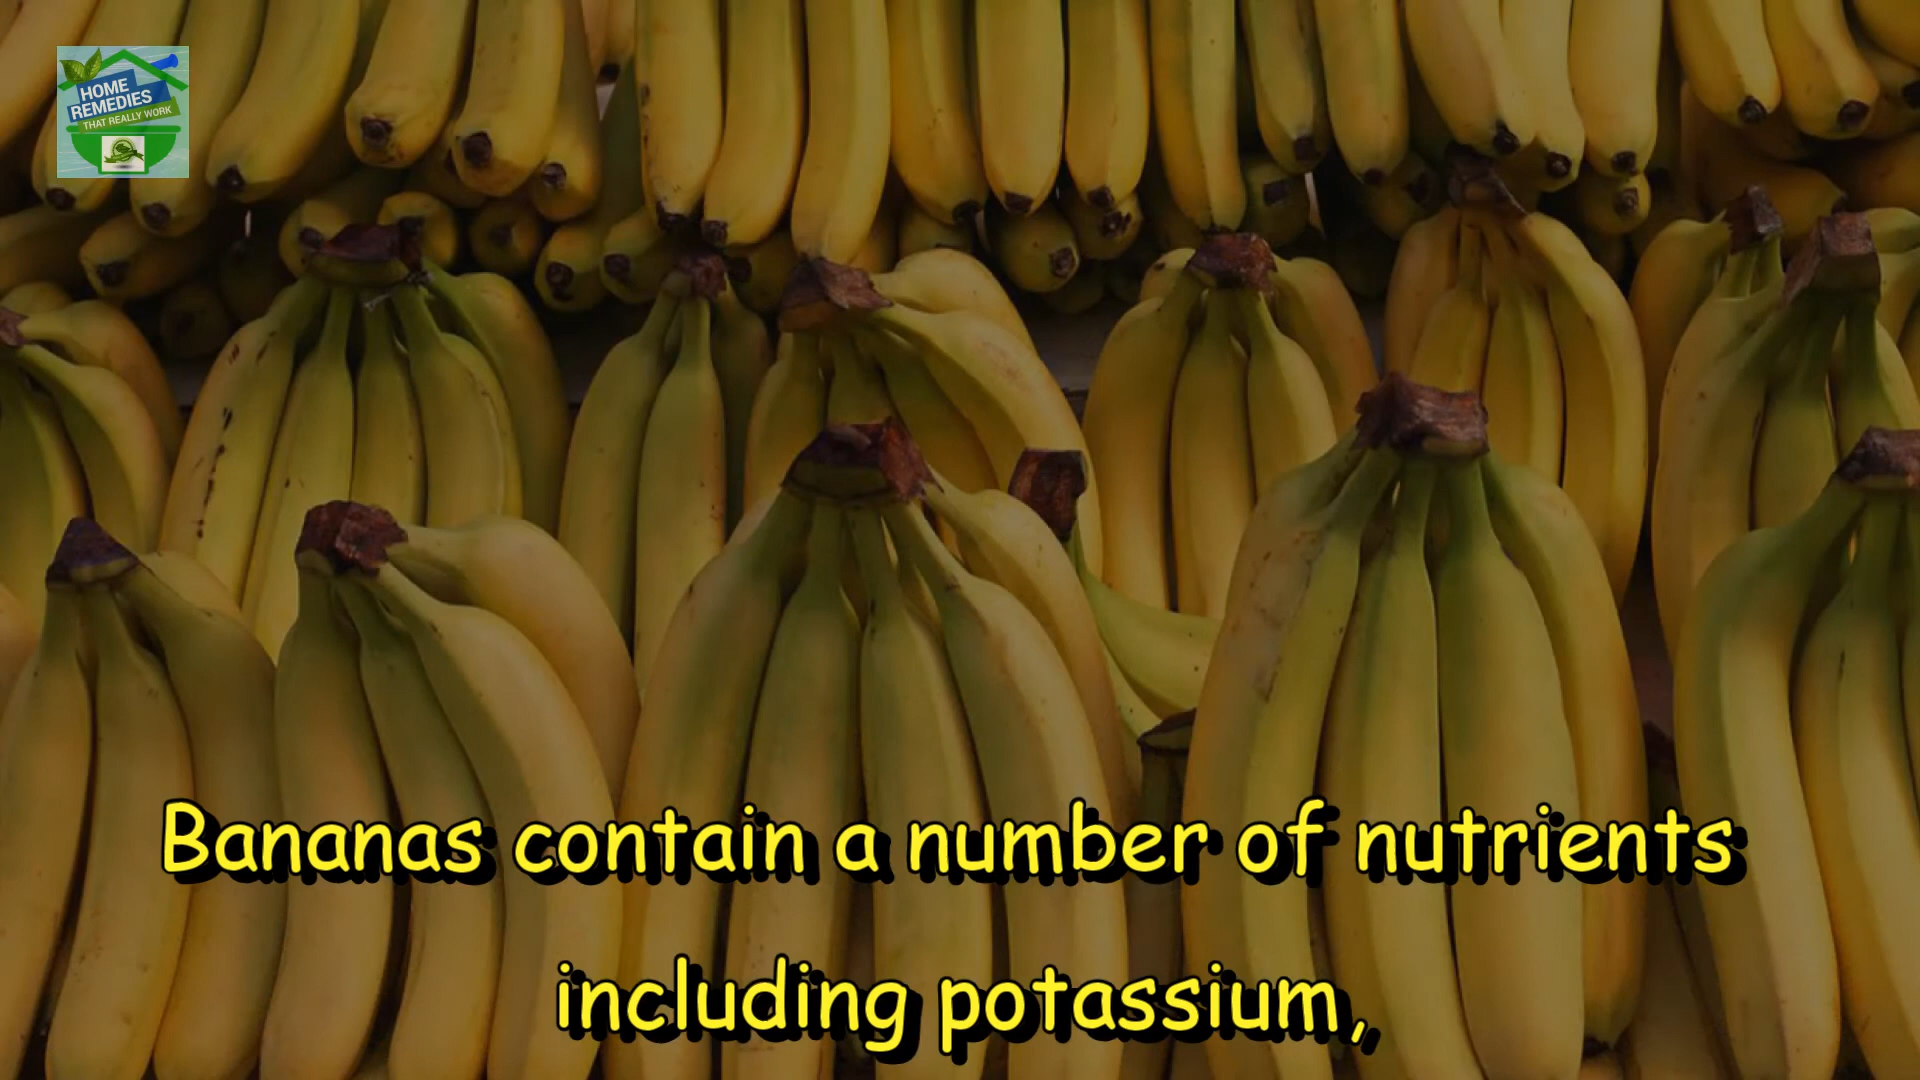 HOME
REMEDIES
THAT REALLY WORK
Bananas contain a number of nutrients
including potassium,